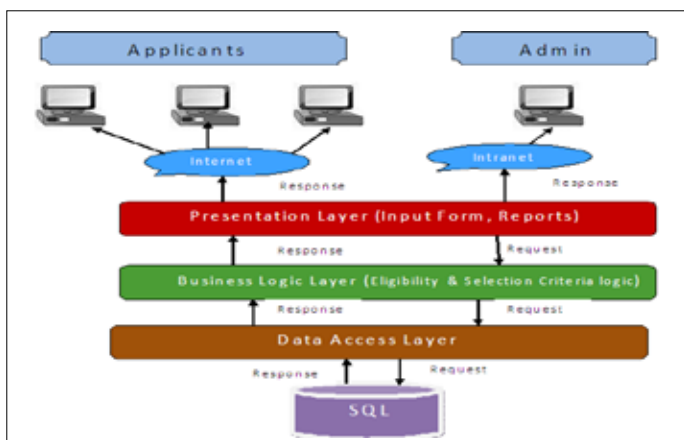 Applicants
Admin
Internet
Intranet
Response
Response
Presentation Layer (Input Form, Reports)
Response
Request
Business Logic Layer (Eligibility & Selection Criteria logic)
Response
Request
Data Access Layer
Response
Request
SQL